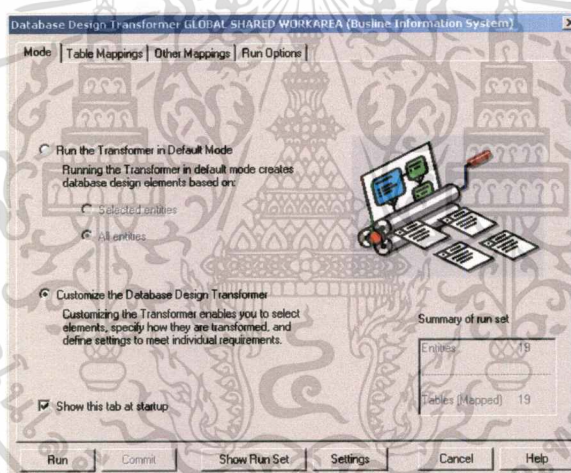 Database Design Transformer GLOBAL SHARED WORKAREA (Busline Information System)
Mode Table Mappings Other Mappings Run Options
Run the Transformer in Default Mode
Running the Transformer in default mode creates
database design elements based on:
Selected entities
All entities
Customize the Database Design Transformer
Customizing the Transformer enables you to select
elements, specify how they are transformed, and
define settings to meet individual requirements.
Summary of run set
Entities 19
Tables (Mapped) 19
Show this tab at startup
Run Commit Show Run Set Settings Cancel Help